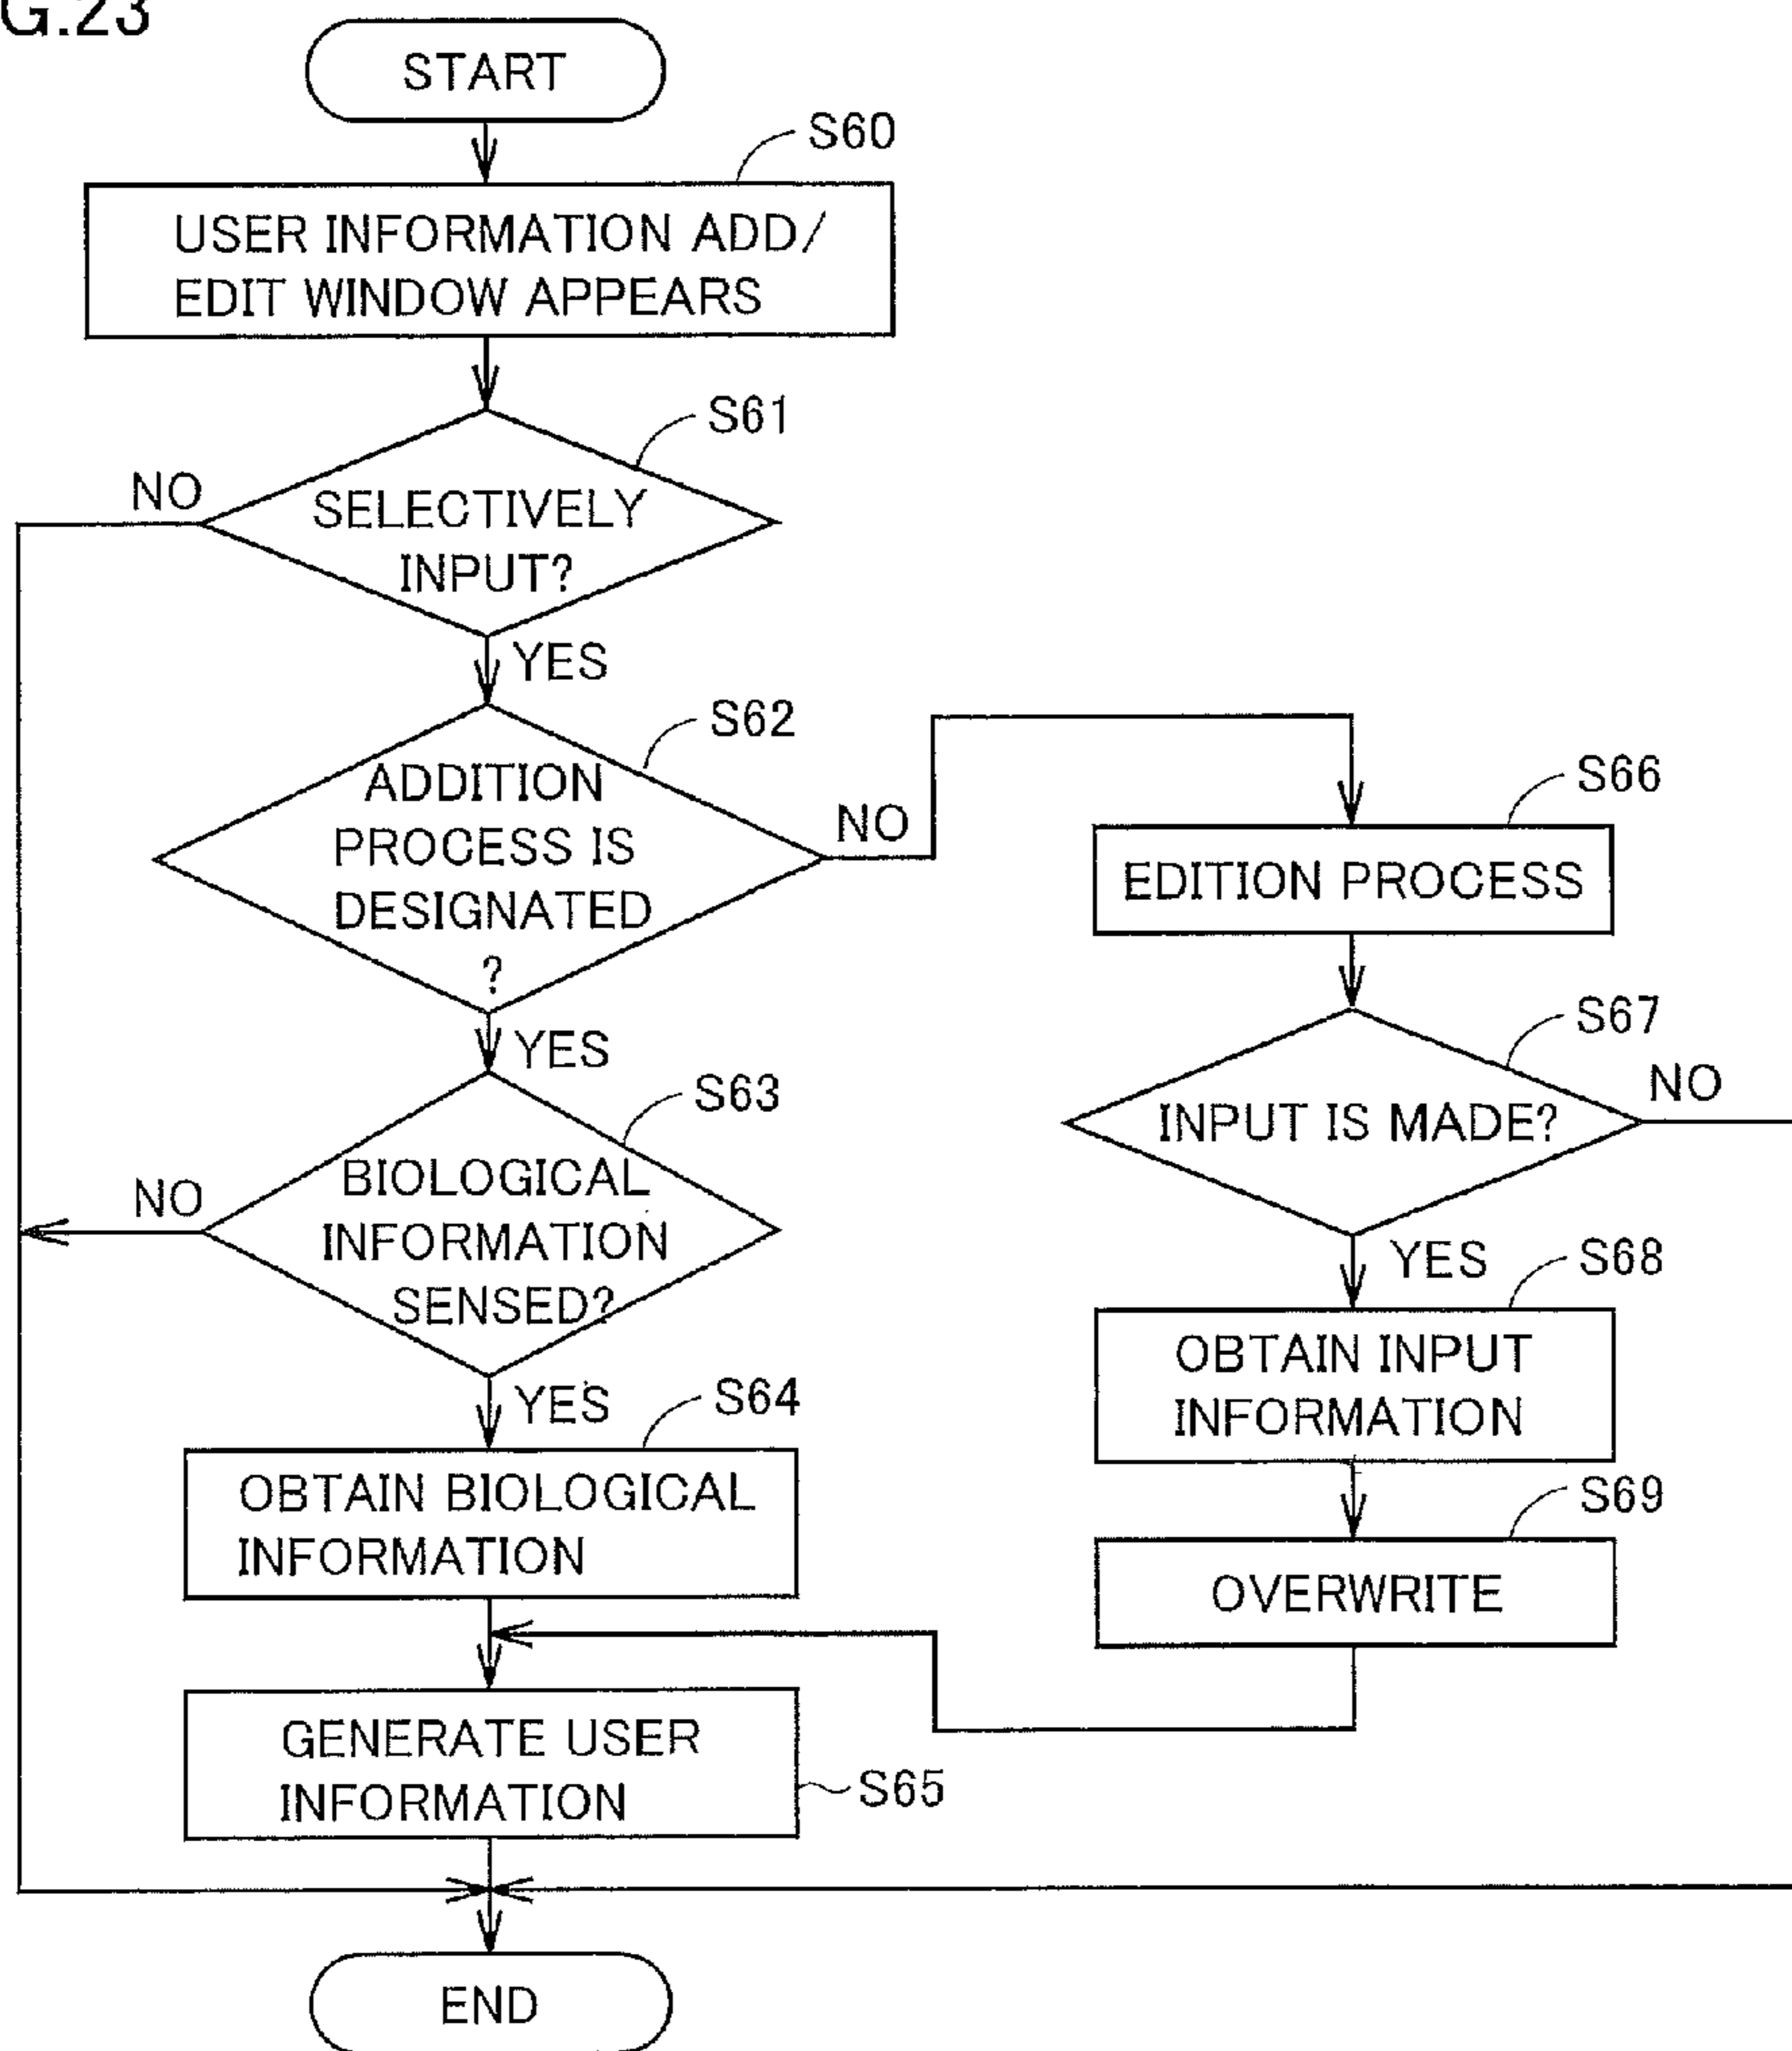 G.23
START
S60
USER INFORMATION ADD/
EDIT WINDOW APPEARS
S61
NO
SELECTIVELY
INPUT?
YES
S62
ADDITION
PROCESS IS
DESIGNATED
?
NO
YES
S63
NO
BIOLOGICAL
INFORMATION
SENSED?
YES
S64
OBTAIN BIOLOGICAL
INFORMATION
GENERATE USER
INFORMATION
S65
END
S66
EDITION PROCESS
S67
NO
INPUT IS MADE?
YES
S68
OBTAIN INPUT
INFORMATION
S69
OVERWRITE